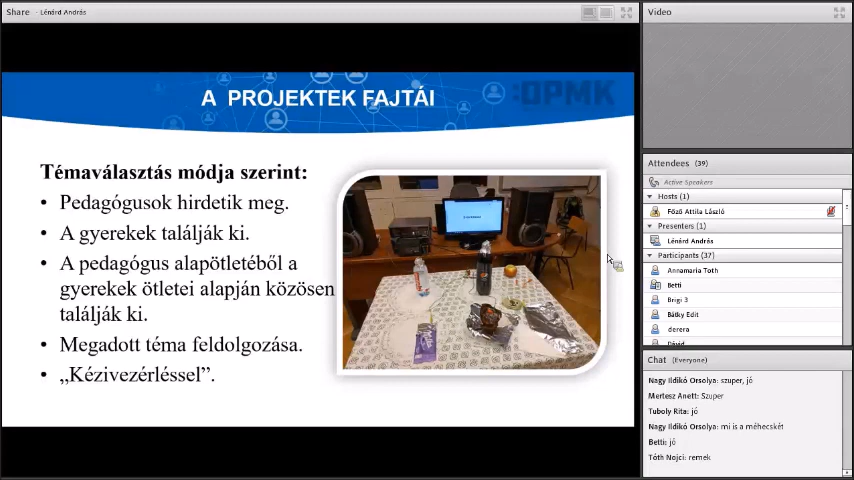 Share - Lénárd András
:OPMK
A PROJEKTEK FAJTÁI
Témaválasztás módja szerint:
• Pedagógusok hirdetik meg.
• A gyerekek találják ki.
• A pedagógus alapötletéből a
gyerekek ötletei alapján közösen
találják ki.
• Megadott téma feldolgozása.
• „Kézivezérléssel”.
Milka
Video
Attendees (39)
Active Speakers
Hosts (1)
Főző Attila László
Presenters (1)
Lénárd András
Participants (37)
Annamaria Toth
Betti
Brigi 3
Bátky Edit
derera
Dávid
Chat (Everyone)
Nagy Ildikó Orsolya: szuper, jó
Mertesz Anett: Szuper
Tuboly Rita: jó
Nagy Ildikó Orsolya: mi is a méhecskét
Betti: jó
Tóth Nojci: remek